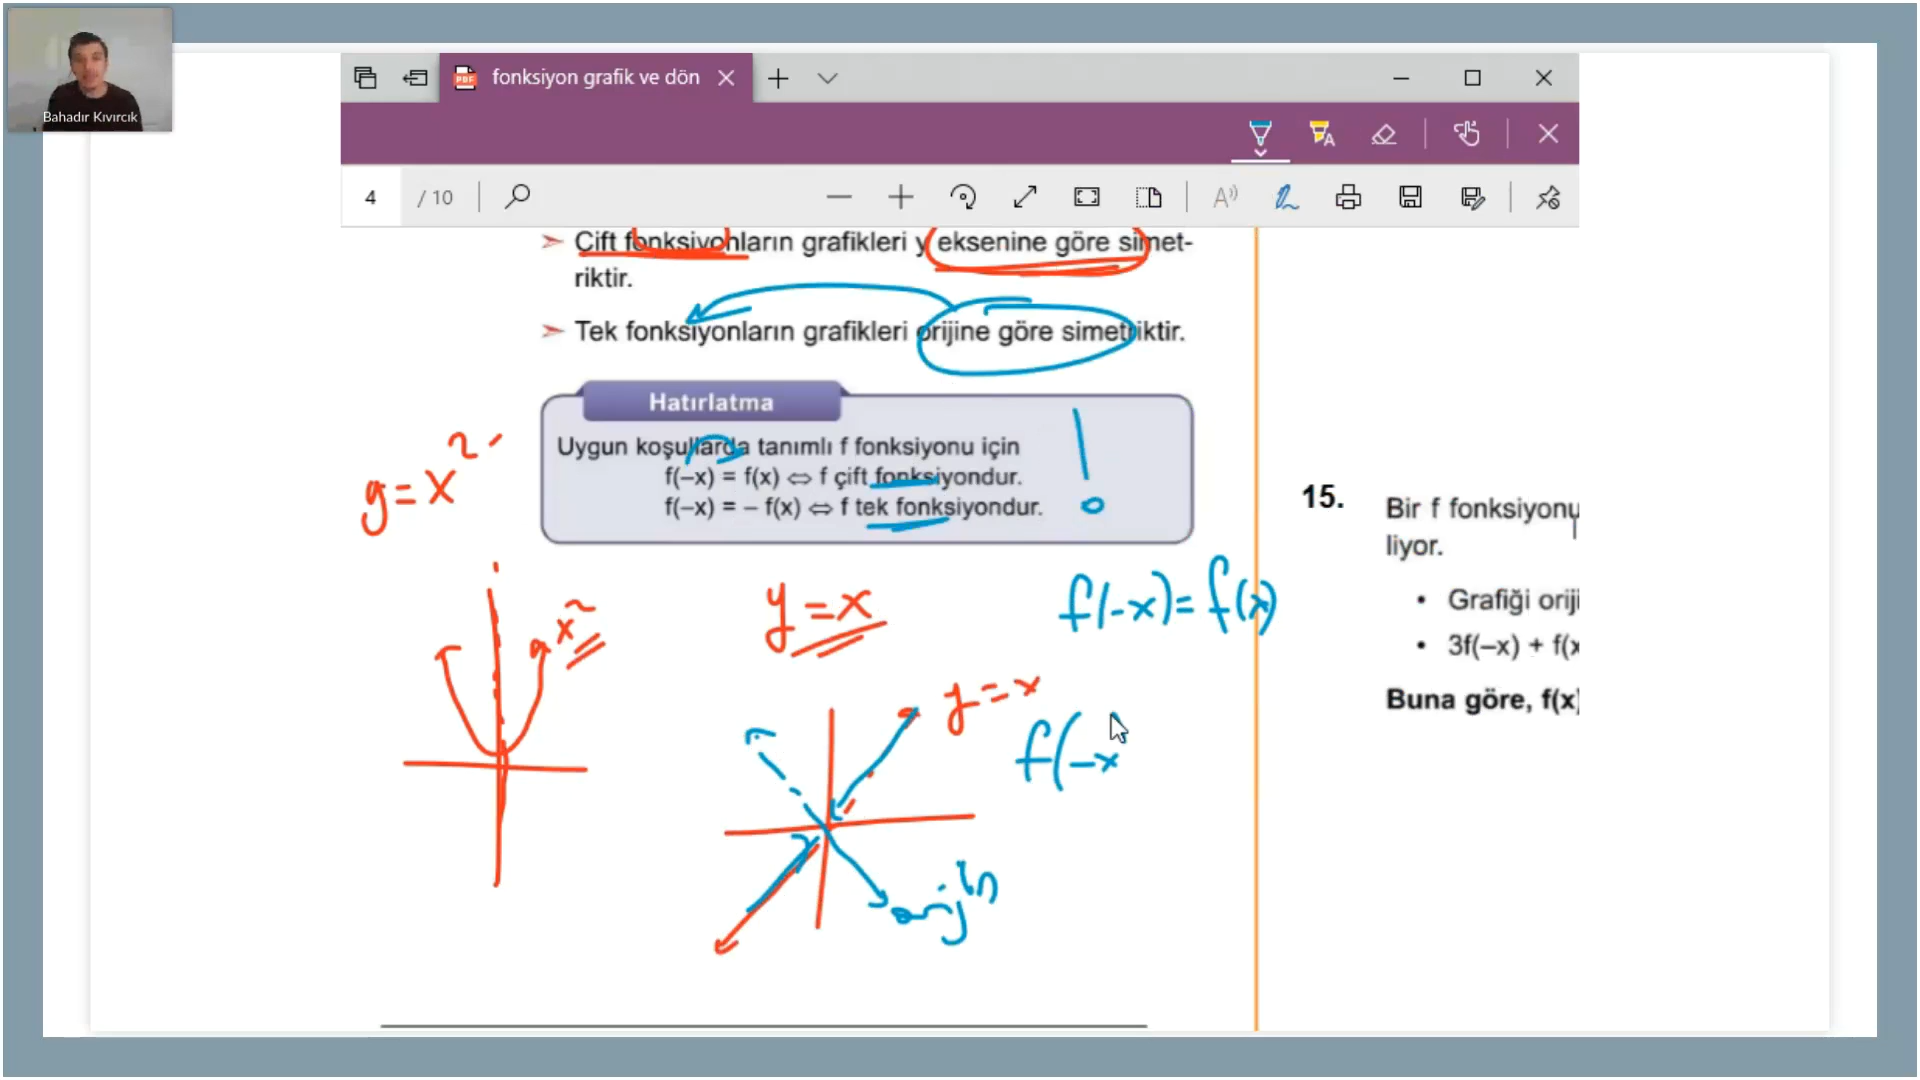 Bahadır Kıvırcık
fonksiyon grafik ve dön
4 / 10
Çift fonksiyonların grafikleri y eksenine göre simet-
riktir.
Tek fonksiyonların grafikleri orijine göre simetriktir.
Hatırlatma
Uygun koşullarda tanımlı f fonksiyonu için
f(–x) = f(x) ⇔ f çift fonksiyondur.
f(–x) = – f(x) ⇔ f tek fonksiyondur.
!
y = x²
x²
y = x
f(-x) = f(x)
y = x
f(-x
orijin
15.
Bir f fonksiyonu
liyor.
• Grafiği oriji
• 3f(–x) + f(x
Buna göre, f(x)